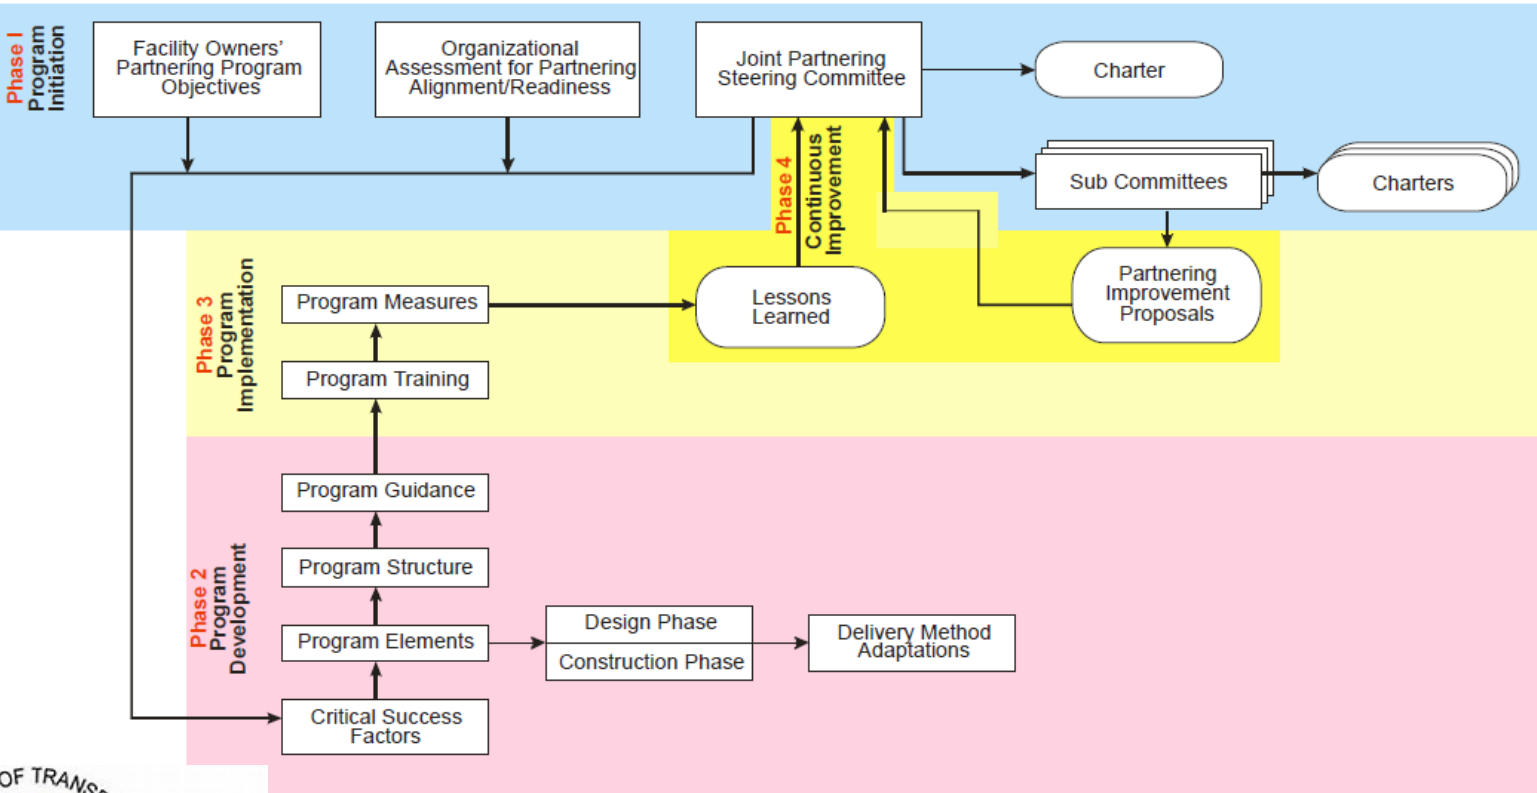 Phase I
Program
Initiation
Facility Owners’
Partnering Program
Objectives
Organizational
Assessment for Partnering
Alignment/Readiness
Joint Partnering
Steering Committee
Charter
Sub Committees
Charters
Phase 4
Continuous
Improvement
Phase 3
Program
Implementation
Program Measures
Lessons
Learned
Partnering
Improvement
Proposals
Program Training
Phase 2
Program
Development
Program Guidance
Program Structure
Program Elements
Design Phase
Construction Phase
Delivery Method
Adaptations
Critical Success
Factors
OF